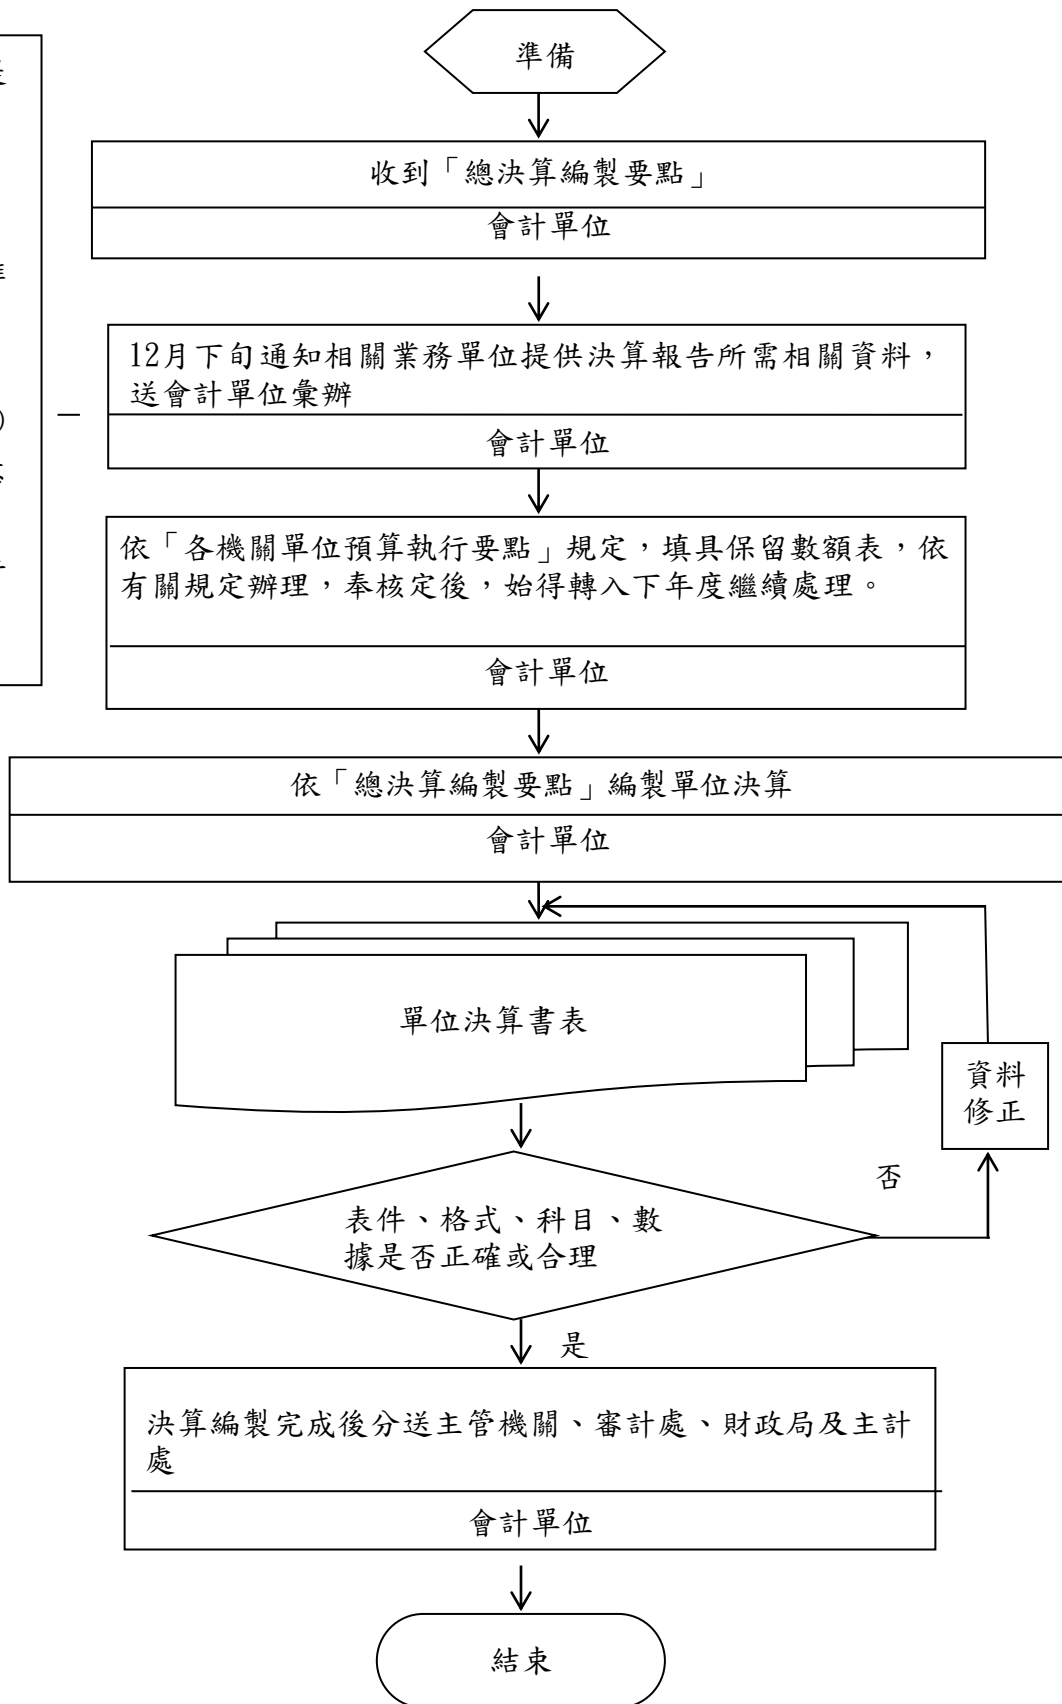 準備
收到「總決算編製要點」
會計單位
12月下旬通知相關業務單位提供決算報告所需相關資料，
送會計單位彙辦
會計單位
依「各機關單位預算執行要點」規定，填具保留數額表，依
有關規定辦理，奉核定後，始得轉入下年度繼續處理。
會計單位
依「總決算編製要點」編製單位決算
會計單位
單位決算書表
資料
修正
否
表件、格式、科目、數
據是否正確或合理
是
決算編製完成後分送主管機關、審計處、財政局及主計
處
會計單位
結束